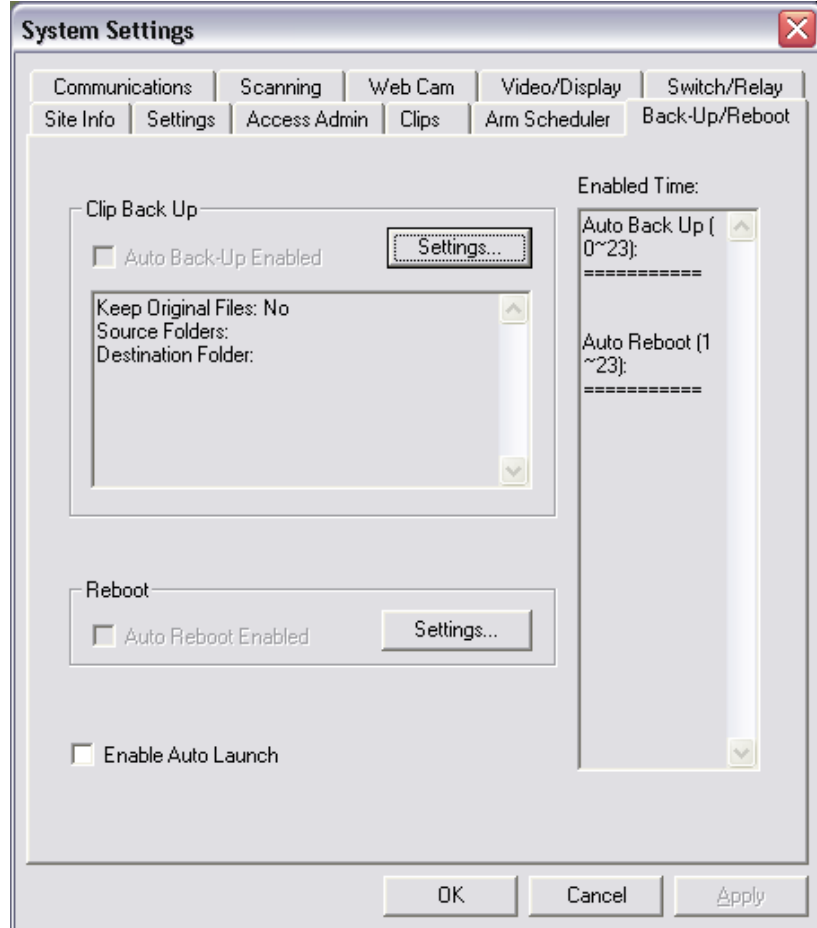 System Settings
Communications
Scanning
Web Cam
Video/Display
Switch/Relay
Site Info
Settings
Access Admin
Clips
Arm Scheduler
Back-Up/Reboot
Clip Back Up
Auto Back-Up Enabled
Settings...
Keep Original Files: No
Source Folders:
Destination Folder:
Reboot
Auto Reboot Enabled
Settings...
Enable Auto Launch
Enabled Time:
Auto Back Up (
0~23):
===========
Auto Reboot (1
~23):
===========
OK
Cancel
Apply